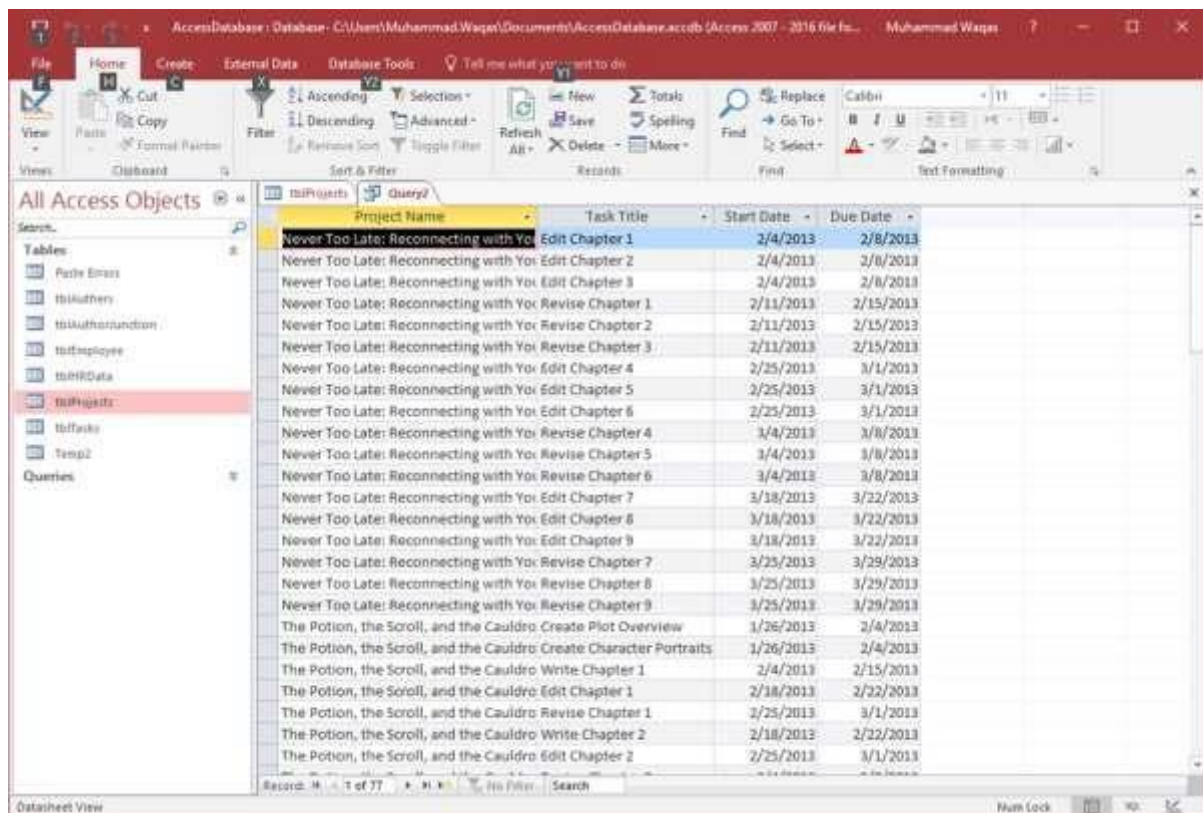 AccessDatabase : Database- C:\Users\Muhammad.Waqas\Documents\AccessDatabase.accdb (Access 2007 - 2016 file fo... Muhammad Waqas ?
File Home Create External Data Database Tools Tell me what you want to do
F H C X Y2 Y1
View Paste Cut Copy Format Painter
Filter Ascending Descending Remove Sort Selection Advanced Toggle Filter
Refresh All New Save Delete Totals Spelling More
Find Replace Go To Select
Calibri 11
B I U
Views Clipboard Sort & Filter Records Find Text Formatting
All Access Objects
Search..
Tables
Paste Errors
tblAuthers
tblAuthorJunction
tblEmployee
tblHRData
tblProjects
tblTasks
Temp2
Queries
tblProjects Query2
Project Name Task Title Start Date Due Date
Never Too Late: Reconnecting with You Edit Chapter 1 2/4/2013 2/8/2013
Never Too Late: Reconnecting with You Edit Chapter 2 2/4/2013 2/8/2013
Never Too Late: Reconnecting with You Edit Chapter 3 2/4/2013 2/8/2013
Never Too Late: Reconnecting with You Revise Chapter 1 2/11/2013 2/15/2013
Never Too Late: Reconnecting with You Revise Chapter 2 2/11/2013 2/15/2013
Never Too Late: Reconnecting with You Revise Chapter 3 2/11/2013 2/15/2013
Never Too Late: Reconnecting with You Edit Chapter 4 2/25/2013 3/1/2013
Never Too Late: Reconnecting with You Edit Chapter 5 2/25/2013 3/1/2013
Never Too Late: Reconnecting with You Edit Chapter 6 2/25/2013 3/1/2013
Never Too Late: Reconnecting with You Revise Chapter 4 3/4/2013 3/8/2013
Never Too Late: Reconnecting with You Revise Chapter 5 3/4/2013 3/8/2013
Never Too Late: Reconnecting with You Revise Chapter 6 3/4/2013 3/8/2013
Never Too Late: Reconnecting with You Edit Chapter 7 3/18/2013 3/22/2013
Never Too Late: Reconnecting with You Edit Chapter 8 3/18/2013 3/22/2013
Never Too Late: Reconnecting with You Edit Chapter 9 3/18/2013 3/22/2013
Never Too Late: Reconnecting with You Revise Chapter 7 3/25/2013 3/29/2013
Never Too Late: Reconnecting with You Revise Chapter 8 3/25/2013 3/29/2013
Never Too Late: Reconnecting with You Revise Chapter 9 3/25/2013 3/29/2013
The Potion, the Scroll, and the Cauldro Create Plot Overview 1/26/2013 2/4/2013
The Potion, the Scroll, and the Cauldro Create Character Portraits 1/26/2013 2/4/2013
The Potion, the Scroll, and the Cauldro Write Chapter 1 2/4/2013 2/15/2013
The Potion, the Scroll, and the Cauldro Edit Chapter 1 2/18/2013 2/22/2013
The Potion, the Scroll, and the Cauldro Revise Chapter 1 2/25/2013 3/1/2013
The Potion, the Scroll, and the Cauldro Write Chapter 2 2/18/2013 2/22/2013
The Potion, the Scroll, and the Cauldro Edit Chapter 2 2/25/2013 3/1/2013
Record: 1 of 77 No Filter Search
Datasheet View Num Lock